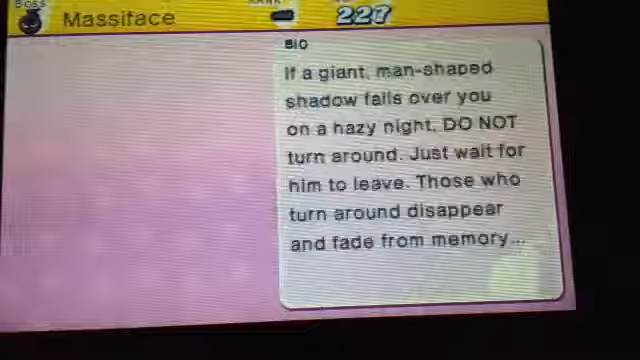 BOSS
Massiface
RANK
227
BIO
If a giant, man-shaped
shadow falls over you
on a hazy night, DO NOT
turn around. Just wait for
him to leave. Those who
turn around disappear
and fade from memory...